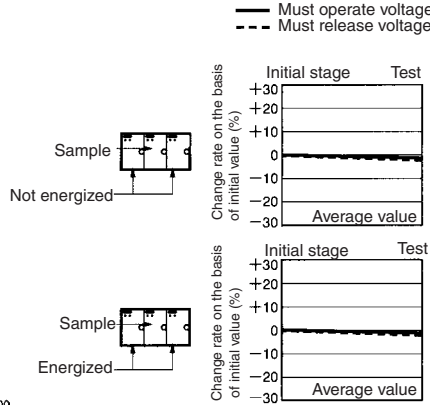 Must operate voltage
Must release voltage
Initial stage Test
Change rate on the basis
of initial value (%)
+30
+20
+10
0
−10
−20
−30
Average value
Sample
Not energized
Initial stage Test
Change rate on the basis
of initial value (%)
+30
+20
+10
0
−10
−20
−30
Average value
Sample
Energized